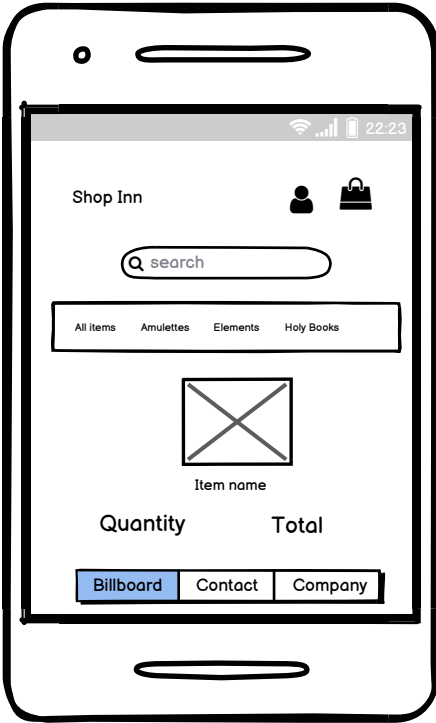 22:23
Shop Inn
search
All items Amulettes Elements Holy Books
Item name
Quantity Total
Billboard Contact Company